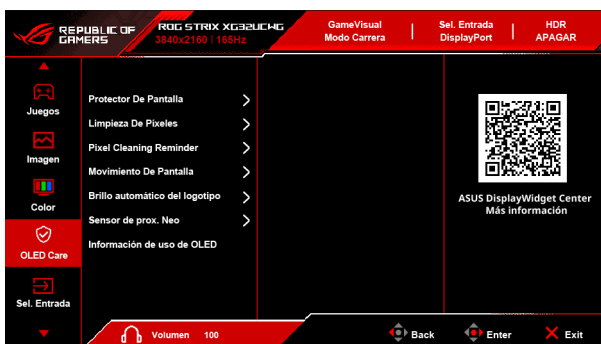 REPUBLIC OF
GAMERS
ROG STRIX XG32UCWG
3840x2160 | 165Hz
GameVisual
Modo Carrera
Sel. Entrada
DisplayPort
HDR
APAGAR
Juegos
Imagen
Color
OLED Care
Sel. Entrada
Protector De Pantalla
Limpieza De Píxeles
Pixel Cleaning Reminder
Movimiento De Pantalla
Brillo automático del logotipo
Sensor de prox. Neo
Información de uso de OLED
ASUS DisplayWidget Center
Más información
Volumen 100
Back
Enter
Exit